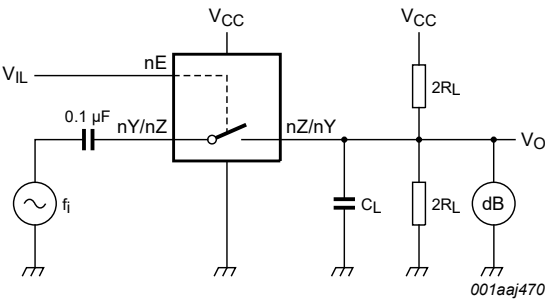 VCC
VCC
nE
VIL
2RL
0.1 µF
nY/nZ
nZ/nY
VO
fi
CL
2RL
dB
001aaj470